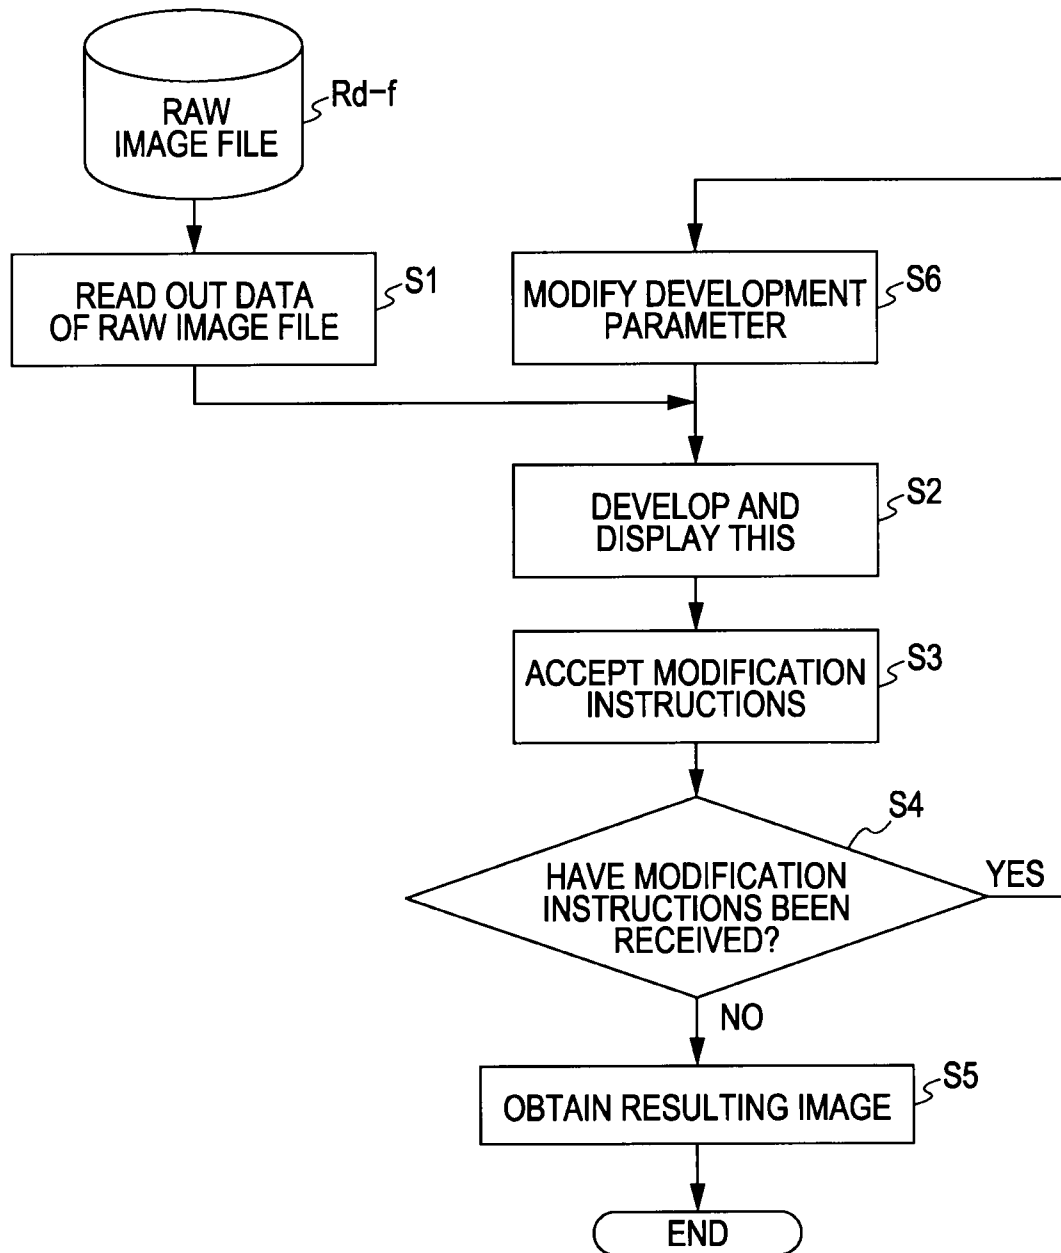 RAW
IMAGE FILE
Rd-f
READ OUT DATA
OF RAW IMAGE FILE
S1
MODIFY DEVELOPMENT
PARAMETER
S6
DEVELOP AND
DISPLAY THIS
S2
ACCEPT MODIFICATION
INSTRUCTIONS
S3
S4
HAVE MODIFICATION
INSTRUCTIONS BEEN
RECEIVED?
YES
NO
OBTAIN RESULTING IMAGE
S5
END